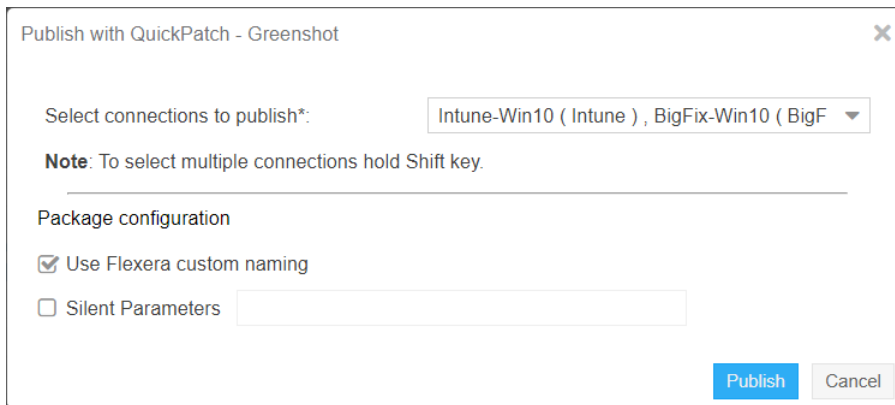 Publish with QuickPatch - Greenshot
Select connections to publish*:
Intune-Win10 ( Intune ) , BigFix-Win10 ( BigF
Note: To select multiple connections hold Shift key.
Package configuration
Use Flexera custom naming
Silent Parameters
Publish
Cancel